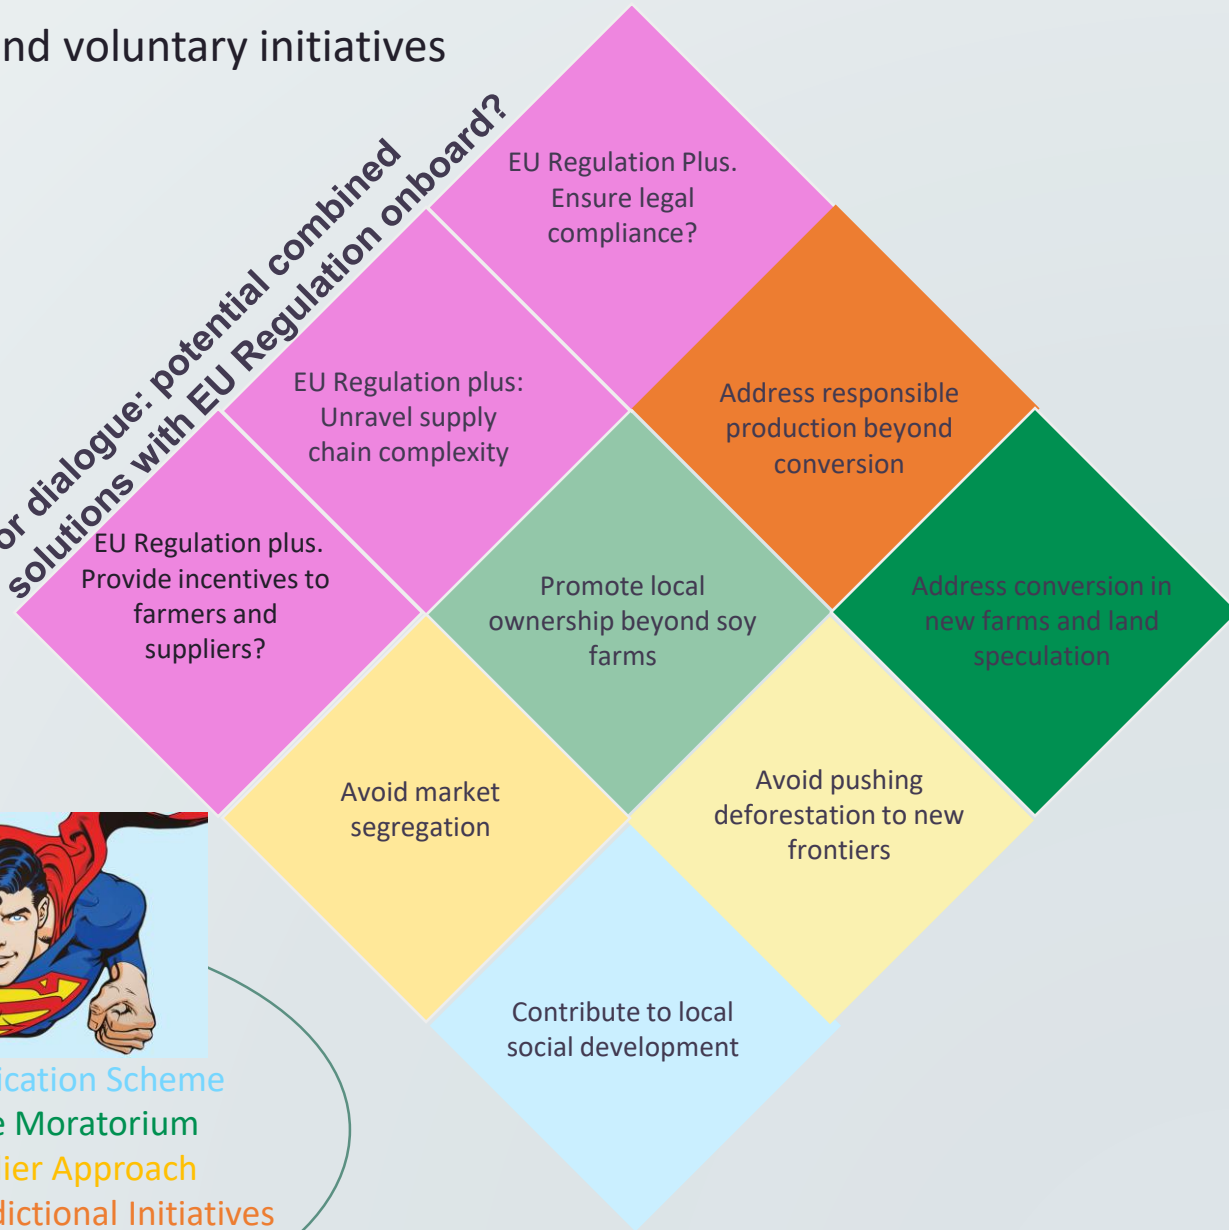 nd voluntary initiatives
or dialogue: potential combined
solutions with EU Regulation onboard?
EU Regulation Plus.
Ensure legal
compliance?
EU Regulation plus:
Unravel supply
chain complexity
Address responsible
production beyond
conversion
EU Regulation plus.
Provide incentives to
farmers and
suppliers?
Promote local
ownership beyond soy
farms
Address conversion in
new farms and land
speculation
Avoid market
segregation
Avoid pushing
deforestation to new
frontiers
Contribute to local
social development
ication Scheme
e Moratorium
ier Approach
dictional Initiatives